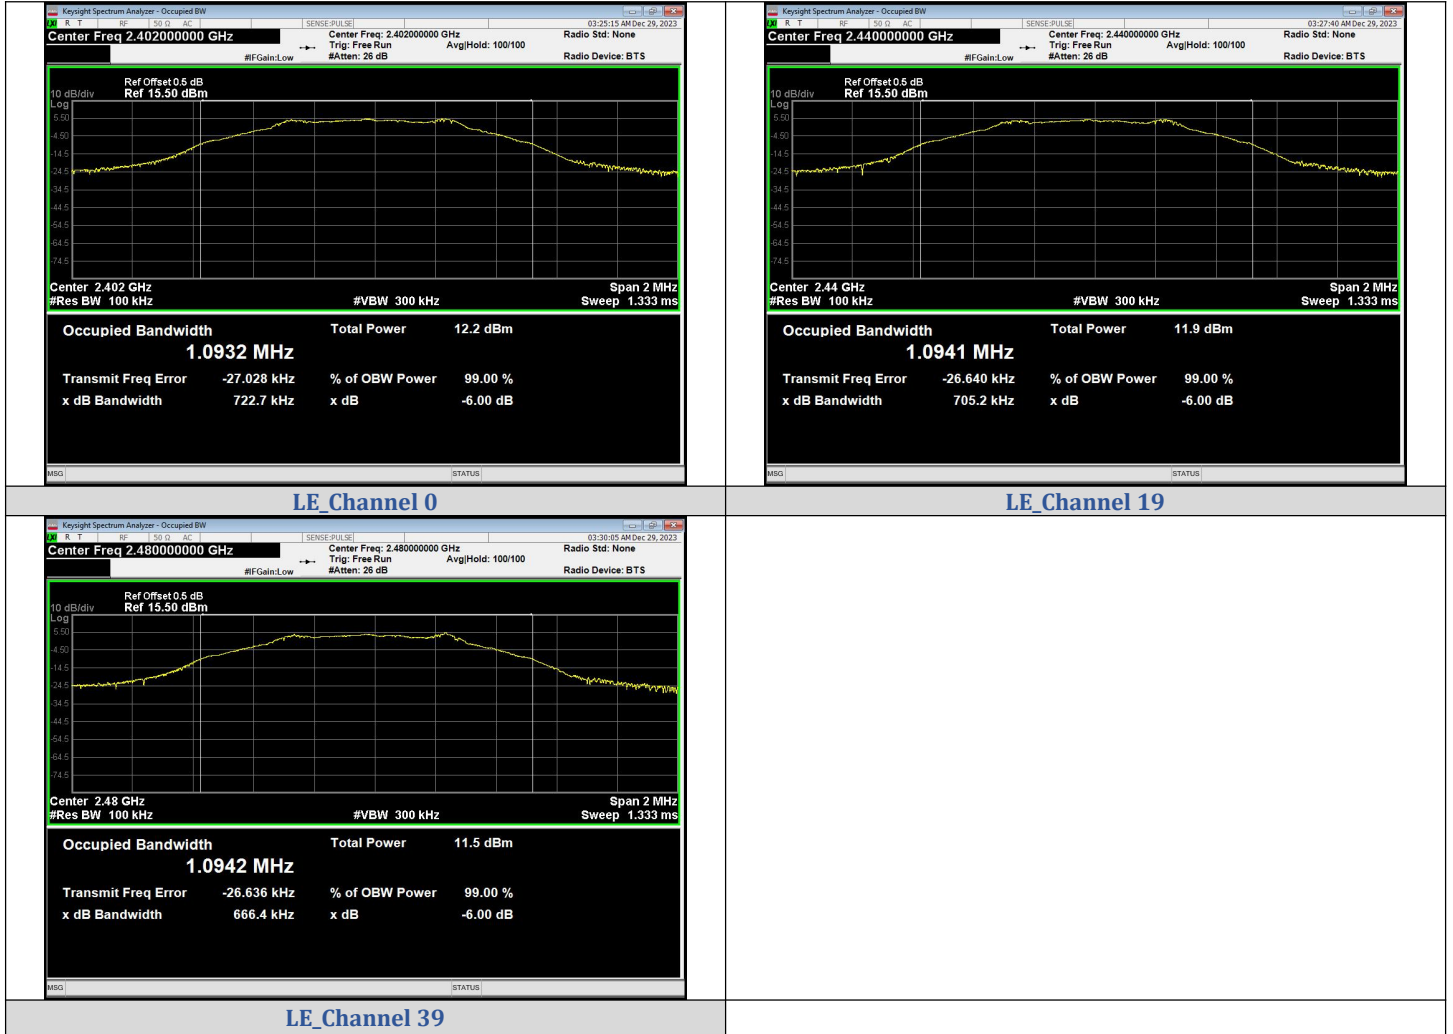 Keysight Spectrum Analyzer - Occupied BW
LXI R T RF 50 Ω AC SENSE:PULSE 03:25:15 AM Dec 29, 2023
Center Freq 2.402000000 GHz Center Freq: 2.402000000 GHz Radio Std: None
Trig: Free Run Avg|Hold: 100/100
#IFGain:Low #Atten: 26 dB Radio Device: BTS
Ref Offset 0.5 dB
10 dB/div Ref 15.50 dBm
Log
5.50
-4.50
-14.5
-24.5
-34.5
-44.5
-54.5
-64.5
-74.5
Center 2.402 GHz Span 2 MHz
#Res BW 100 kHz #VBW 300 kHz Sweep 1.333 ms
Occupied Bandwidth Total Power 12.2 dBm
1.0932 MHz
Transmit Freq Error -27.028 kHz % of OBW Power 99.00 %
x dB Bandwidth 722.7 kHz x dB -6.00 dB
MSG STATUS
LE_Channel 0
Keysight Spectrum Analyzer - Occupied BW
LXI R T RF 50 Ω AC SENSE:PULSE 03:27:40 AM Dec 29, 2023
Center Freq 2.440000000 GHz Center Freq: 2.440000000 GHz Radio Std: None
Trig: Free Run Avg|Hold: 100/100
#IFGain:Low #Atten: 26 dB Radio Device: BTS
Ref Offset 0.5 dB
10 dB/div Ref 15.50 dBm
Log
5.50
-4.50
-14.5
-24.5
-34.5
-44.5
-54.5
-64.5
-74.5
Center 2.44 GHz Span 2 MHz
#Res BW 100 kHz #VBW 300 kHz Sweep 1.333 ms
Occupied Bandwidth Total Power 11.9 dBm
1.0941 MHz
Transmit Freq Error -26.640 kHz % of OBW Power 99.00 %
x dB Bandwidth 705.2 kHz x dB -6.00 dB
MSG STATUS
LE_Channel 19
Keysight Spectrum Analyzer - Occupied BW
LXI R T RF 50 Ω AC SENSE:PULSE 03:30:05 AM Dec 29, 2023
Center Freq 2.480000000 GHz Center Freq: 2.480000000 GHz Radio Std: None
Trig: Free Run Avg|Hold: 100/100
#IFGain:Low #Atten: 26 dB Radio Device: BTS
Ref Offset 0.5 dB
10 dB/div Ref 15.50 dBm
Log
5.50
-4.50
-14.5
-24.5
-34.5
-44.5
-54.5
-64.5
-74.5
Center 2.48 GHz Span 2 MHz
#Res BW 100 kHz #VBW 300 kHz Sweep 1.333 ms
Occupied Bandwidth Total Power 11.5 dBm
1.0942 MHz
Transmit Freq Error -26.636 kHz % of OBW Power 99.00 %
x dB Bandwidth 666.4 kHz x dB -6.00 dB
MSG STATUS
LE_Channel 39